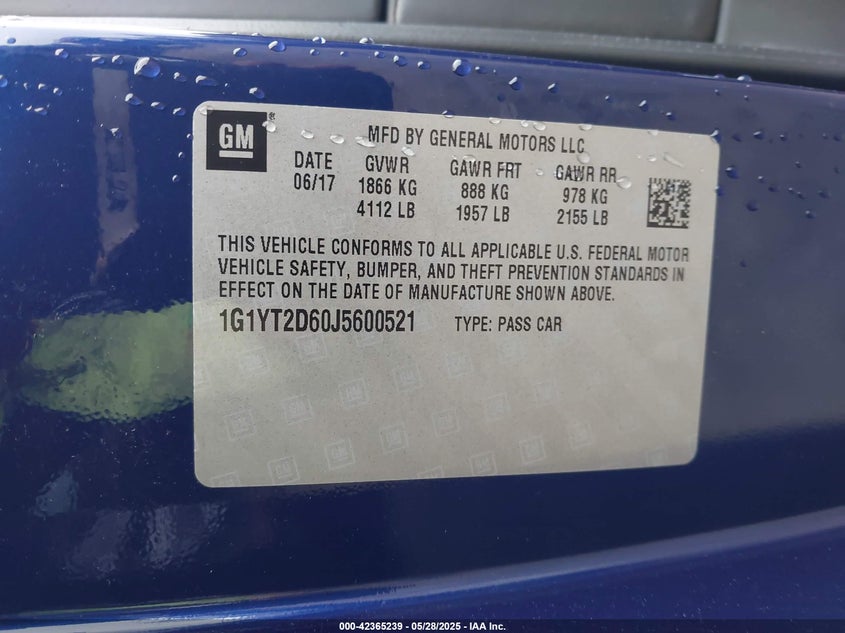 GM ®
MFD BY GENERAL MOTORS LLC
DATE GVWR GAWR FRT GAWR RR
06/17 1866 KG 888 KG 978 KG
4112 LB 1957 LB 2155 LB
THIS VEHICLE CONFORMS TO ALL APPLICABLE U.S. FEDERAL MOTOR
VEHICLE SAFETY, BUMPER, AND THEFT PREVENTION STANDARDS IN
EFFECT ON THE DATE OF MANUFACTURE SHOWN ABOVE.
1G1YT2D60J5600521 TYPE: PASS CAR
000-42365239 - 05/28/2025 - IAA Inc.